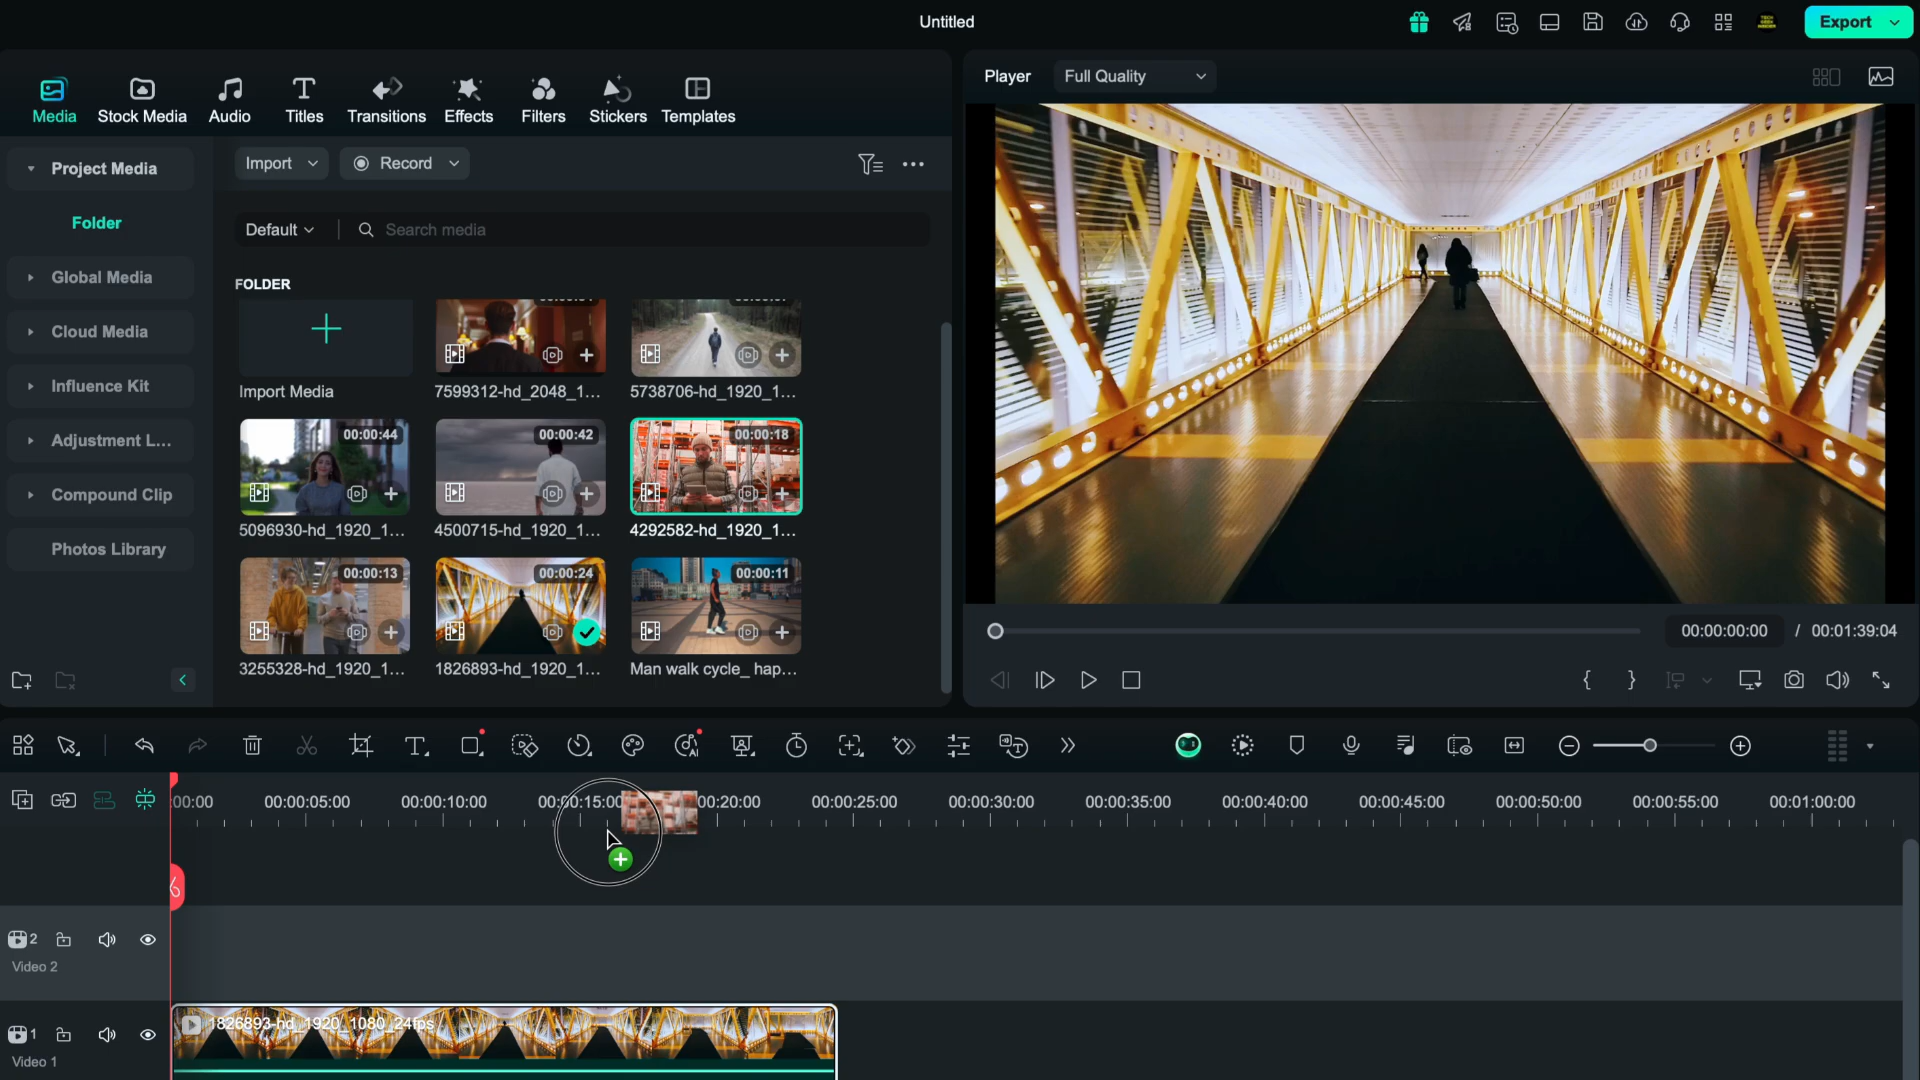 Untitled
Export
Media
Stock Media
Audio
Titles
Transitions
Effects
Filters
Stickers
Templates
Player
Full Quality
Project Media
Import
Record
Folder
Default
Search media
Global Media
FOLDER
Cloud Media
Import Media
7599312-hd_2048_1...
5738706-hd_1920_1...
Influence Kit
Adjustment L...
00:00:44
00:00:42
00:00:18
Compound Clip
5096930-hd_1920_1...
4500715-hd_1920_1...
4292582-hd_1920_1...
Photos Library
00:00:13
00:00:24
00:00:11
3255328-hd_1920_1...
1826893-hd_1920_1...
Man walk cycle_ hap...
00:00:00:00
/ 00:01:39:04
:00:00
00:00:05:00
00:00:10:00
00:00:15:00
00:20:00
00:00:25:00
00:00:30:00
00:00:35:00
00:00:40:00
00:00:45:00
00:00:50:00
00:00:55:00
00:01:00:00
2
Video 2
1
Video 1
1826893-hd_1920_1080_24fps